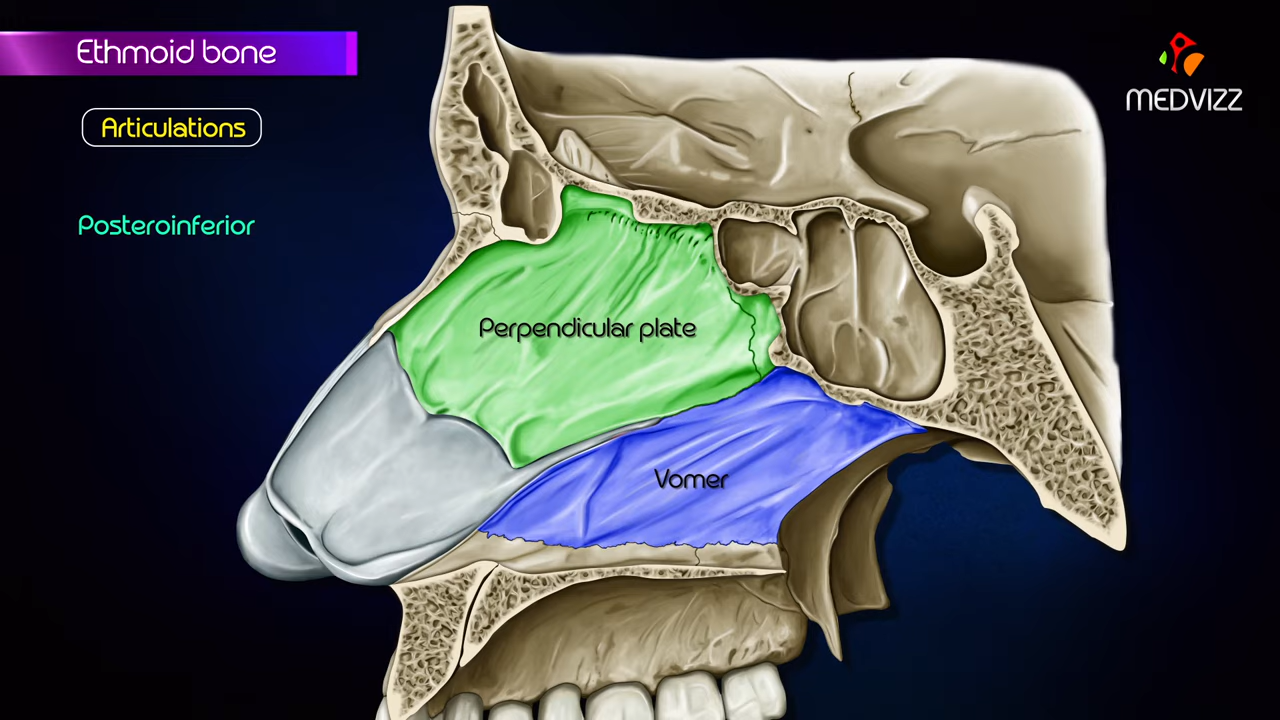 Ethmoid bone
MEDVIZZ
Articulations
Posteroinferior
Perpendicular plate
Vomer